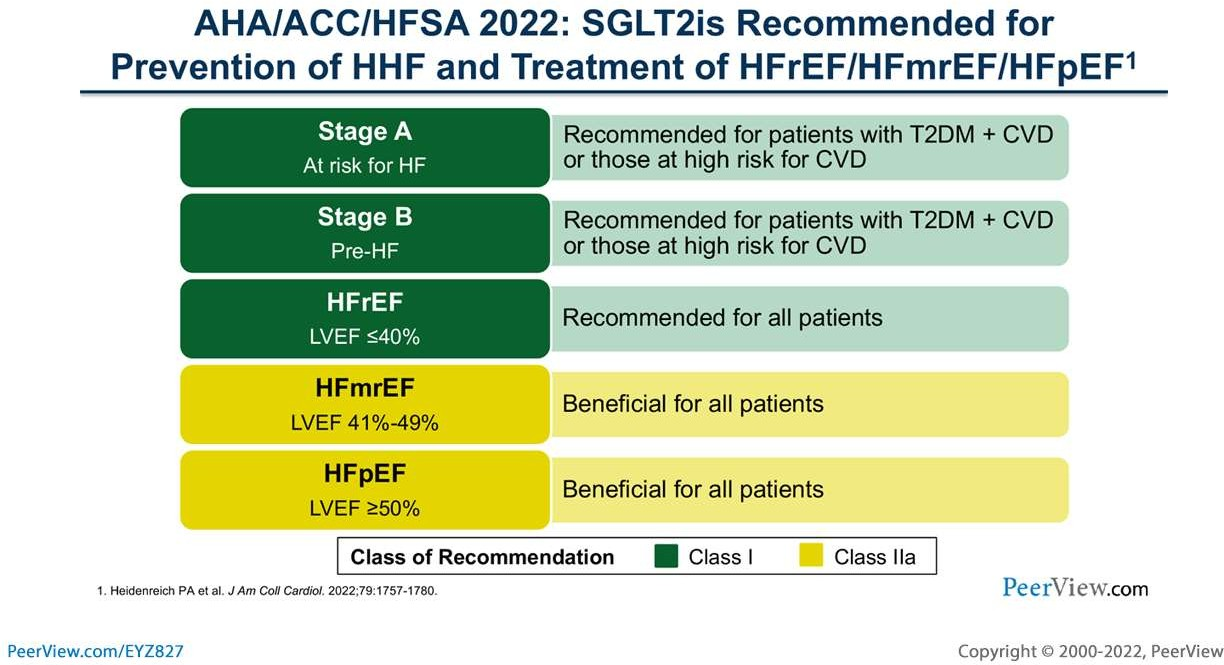 AHA/ACC/HFSA 2022: SGLT2is Recommended for
Prevention of HHF and Treatment of HFrEF/HFmrEF/HFpEF¹
Stage A
At risk for HF
Recommended for patients with T2DM + CVD
or those at high risk for CVD
Stage B
Pre-HF
Recommended for patients with T2DM + CVD
or those at high risk for CVD
HFrEF
LVEF ≤40%
Recommended for all patients
HFmrEF
LVEF 41%-49%
Beneficial for all patients
HFpEF
LVEF ≥50%
Beneficial for all patients
Class of Recommendation Class I Class IIa
1. Heidenreich PA et al. J Am Coll Cardiol. 2022;79:1757-1780.
PeerView.com
PeerView.com/EYZ827
Copyright © 2000-2022, PeerView